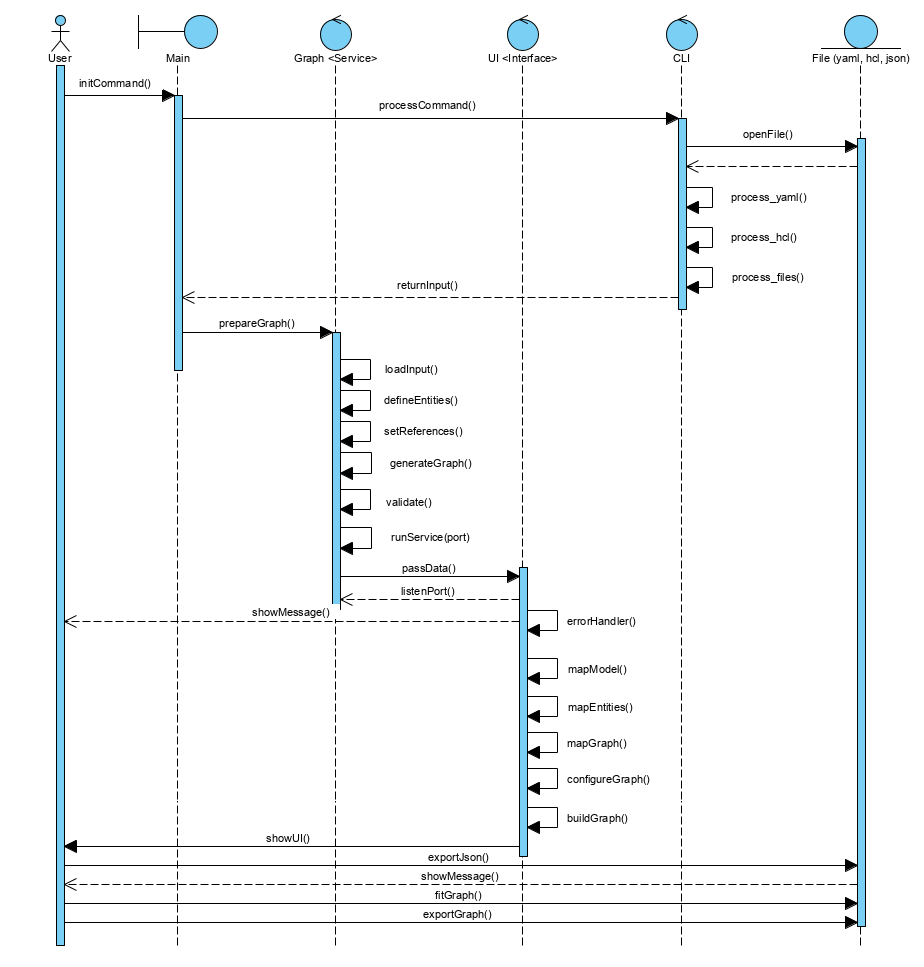 User
Main
Graph <Service>
UI <Interface>
CLI
File (yaml, hcl, json)
initCommand()
processCommand()
openFile()
process_yaml()
process_hcl()
process_files()
returnInput()
prepareGraph()
loadInput()
defineEntities()
setReferences()
generateGraph()
validate()
runService(port)
passData()
listenPort()
showMessage()
errorHandler()
mapModel()
mapEntities()
mapGraph()
configureGraph()
buildGraph()
showUI()
exportJson()
showMessage()
fitGraph()
exportGraph()